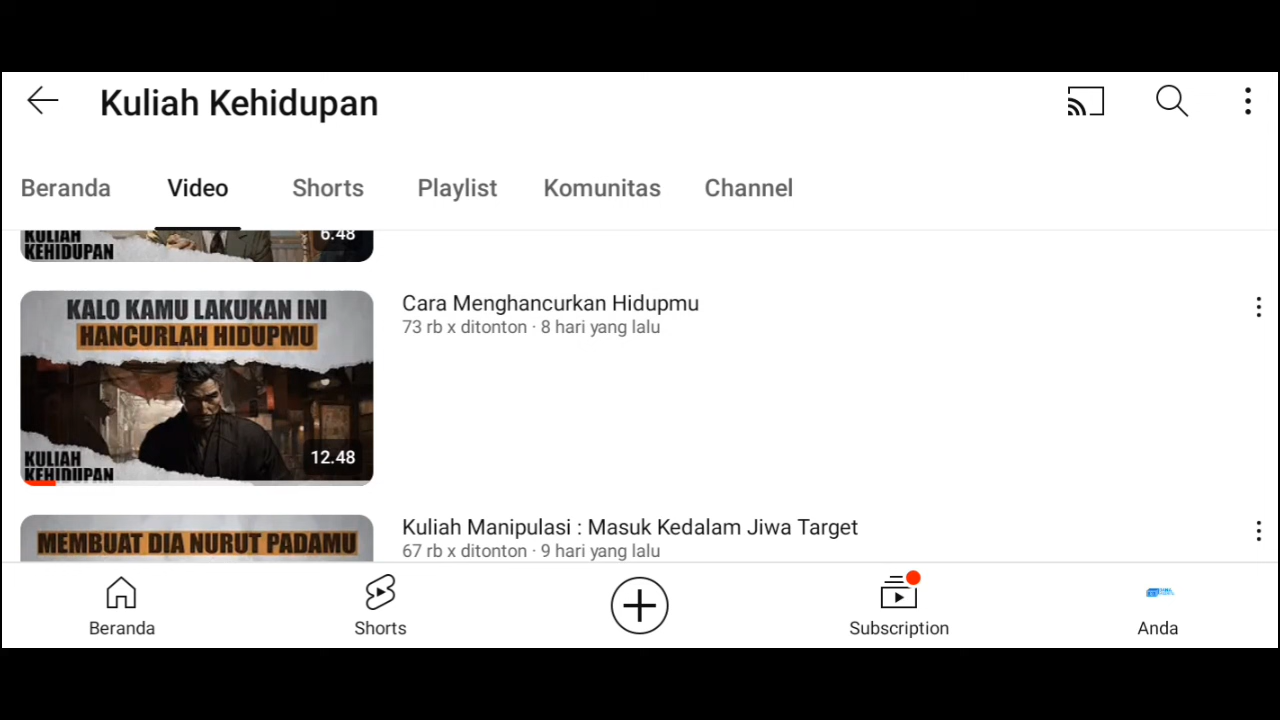 Kuliah Kehidupan
Beranda
Video
Shorts
Playlist
Komunitas
Channel
6.48
KULIAH
KEHIDUPAN
KALO KAMU LAKUKAN INI
HANCURLAH HIDUPMU
KULIAH
KEHIDUPAN
12.48
Cara Menghancurkan Hidupmu
73 rb x ditonton · 8 hari yang lalu
MEMBUAT DIA NURUT PADAMU
Kuliah Manipulasi : Masuk Kedalam Jiwa Target
67 rb x ditonton · 9 hari yang lalu
Beranda
Shorts
Subscription
Anda